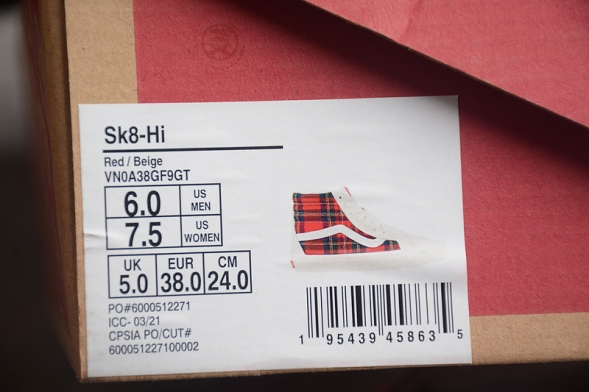 Sk8-Hi
Red / Beige
VN0A38GF9GT
6.0 US MEN
7.5 US WOMEN
UK EUR CM
5.0 38.0 24.0
PO#6000512271
ICC- 03/21
CPSIA PO/CUT#
600051227100002
1 95439 45863 5